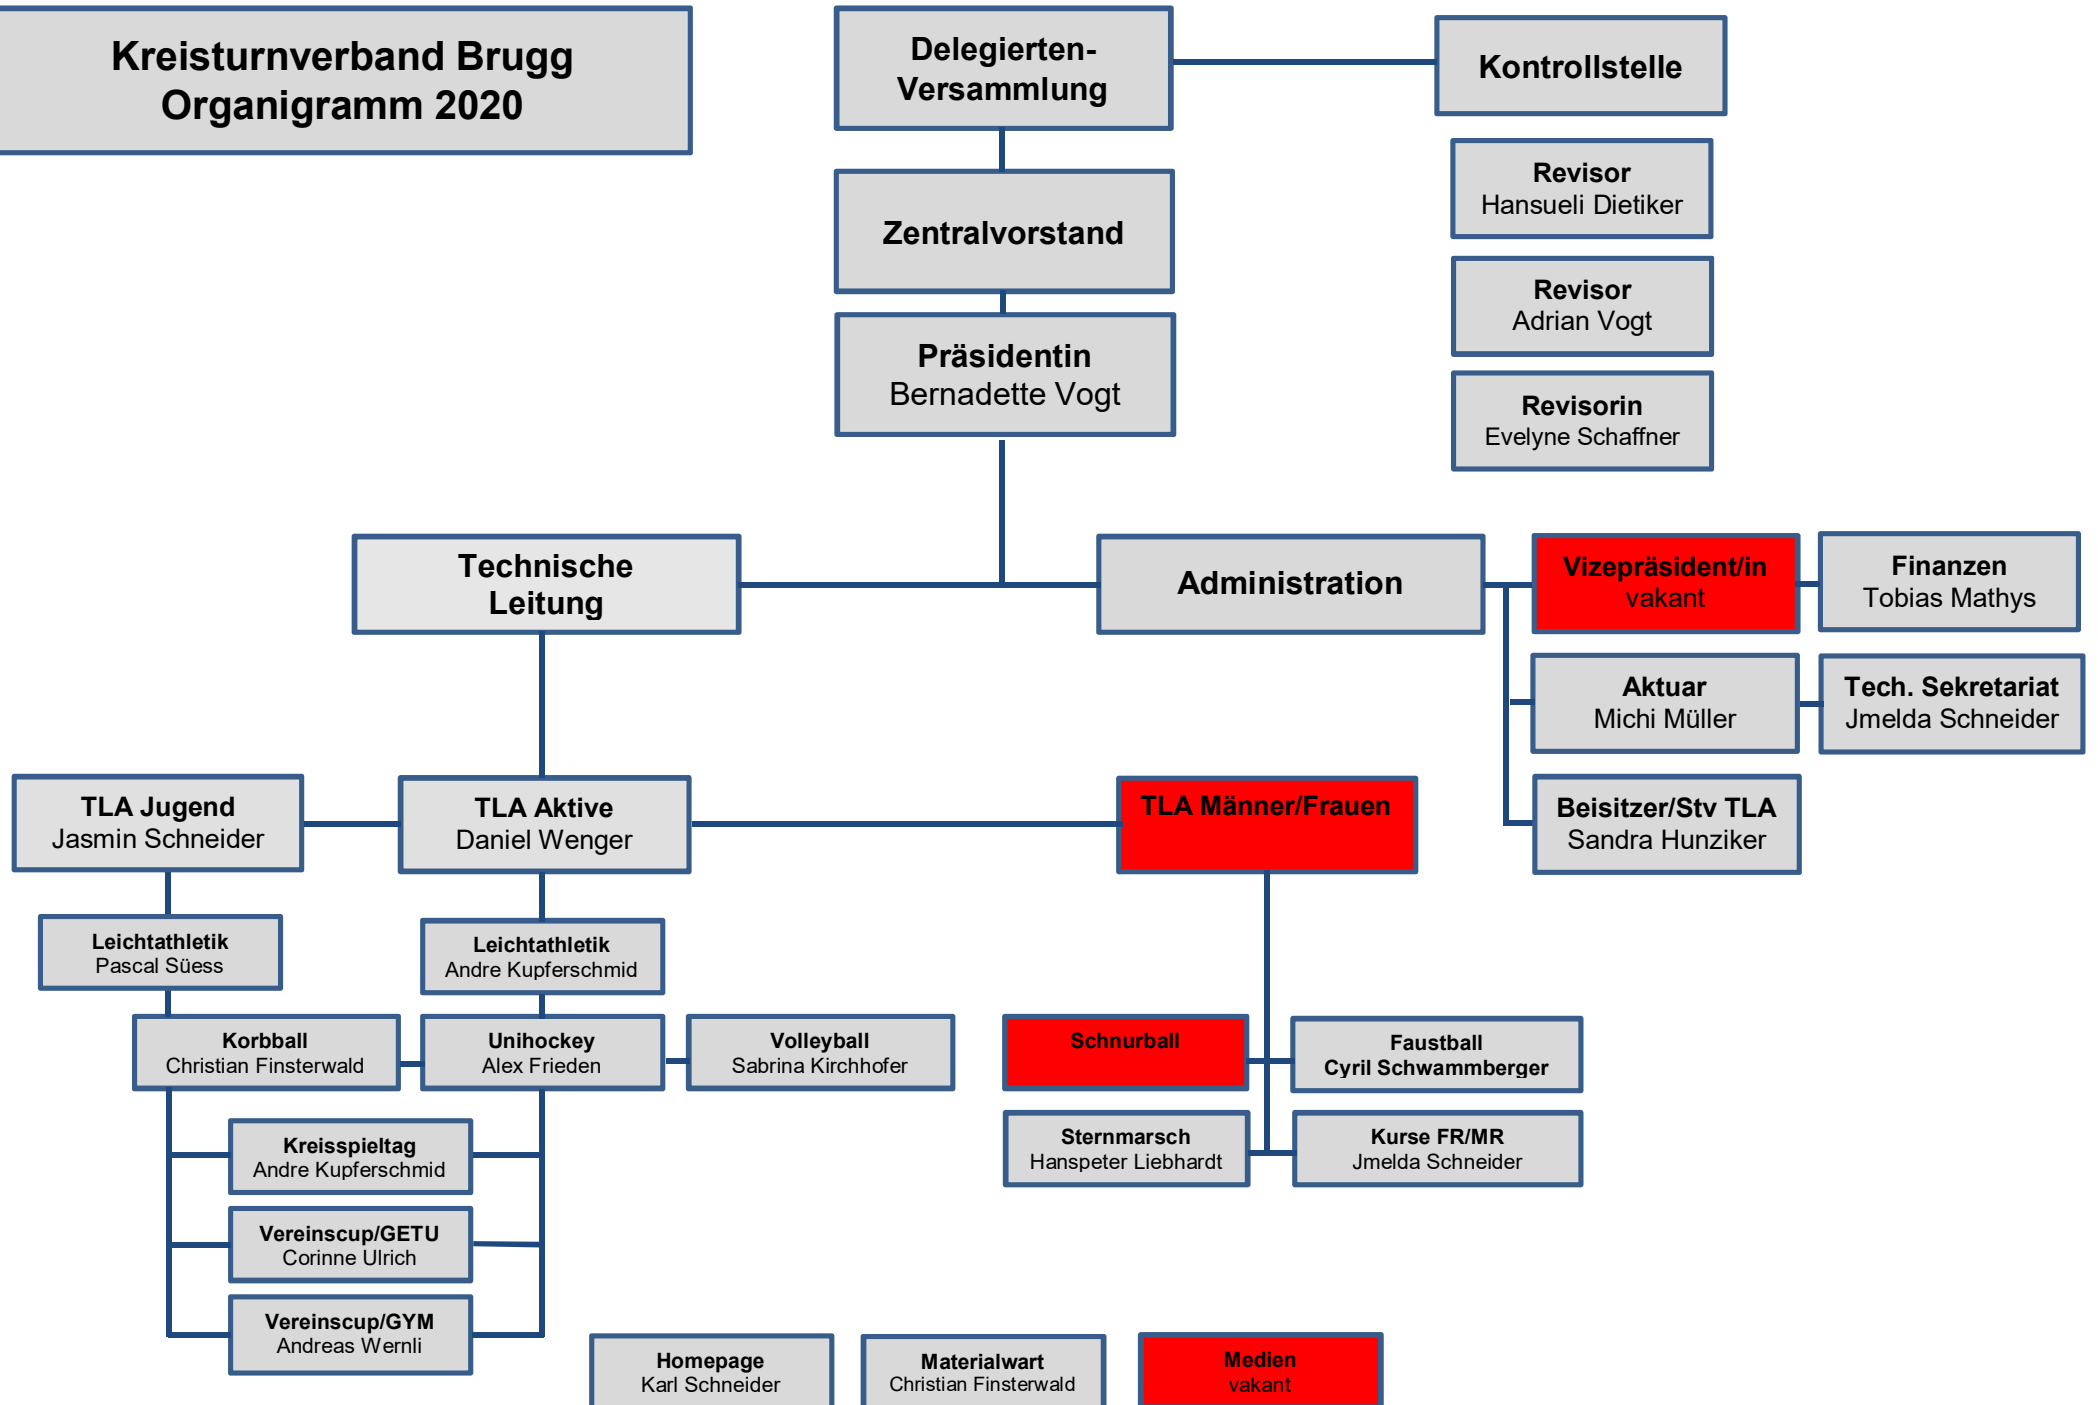 Kreisturnverband Brugg
Organigramm 2020
Delegierten-
Versammlung
Kontrollstelle
Revisor
Hansueli Dietiker
Zentralvorstand
Revisor
Adrian Vogt
Präsidentin
Bernadette Vogt
Revisorin
Evelyne Schaffner
Technische
Leitung
Administration
Vizepräsident/in
vakant
Finanzen
Tobias Mathys
Aktuar
Michi Müller
Tech. Sekretariat
Jmelda Schneider
TLA Jugend
Jasmin Schneider
TLA Aktive
Daniel Wenger
TLA Männer/Frauen
Beisitzer/Stv TLA
Sandra Hunziker
Leichtathletik
Pascal Süess
Leichtathletik
Andre Kupferschmid
Korbball
Christian Finsterwald
Unihockey
Alex Frieden
Volleyball
Sabrina Kirchhofer
Schnurball
Faustball
Cyril Schwammberger
Kreisspieltag
Andre Kupferschmid
Sternmarsch
Hanspeter Liebhardt
Kurse FR/MR
Jmelda Schneider
Vereinscup/GETU
Corinne Ulrich
Vereinscup/GYM
Andreas Wernli
Homepage
Karl Schneider
Materialwart
Christian Finsterwald
Medien
vakant